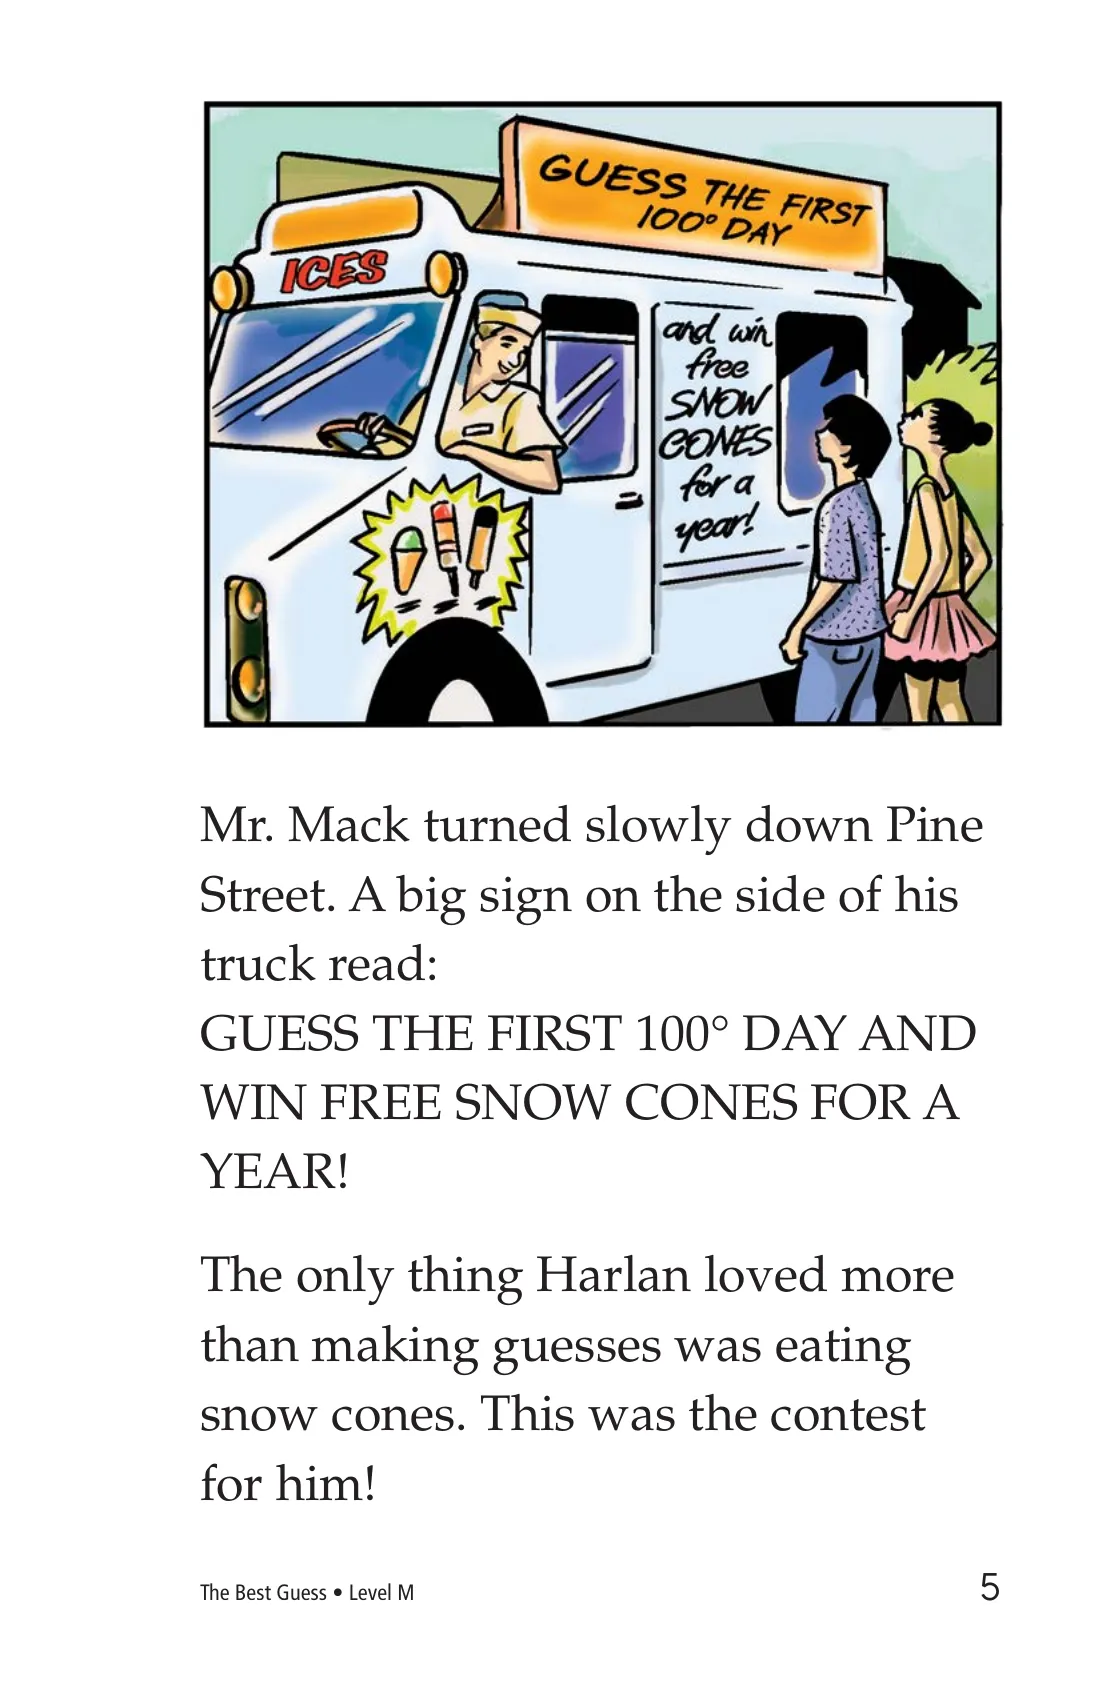 GUESS THE FIRST
100° DAY
ICES
and win
free
SNOW
CONES
for a
year!
Mr. Mack turned slowly down Pine
Street. A big sign on the side of his
truck read:
GUESS THE FIRST 100° DAY AND
WIN FREE SNOW CONES FOR A
YEAR!
The only thing Harlan loved more
than making guesses was eating
snow cones. This was the contest
for him!
The Best Guess • Level M
5